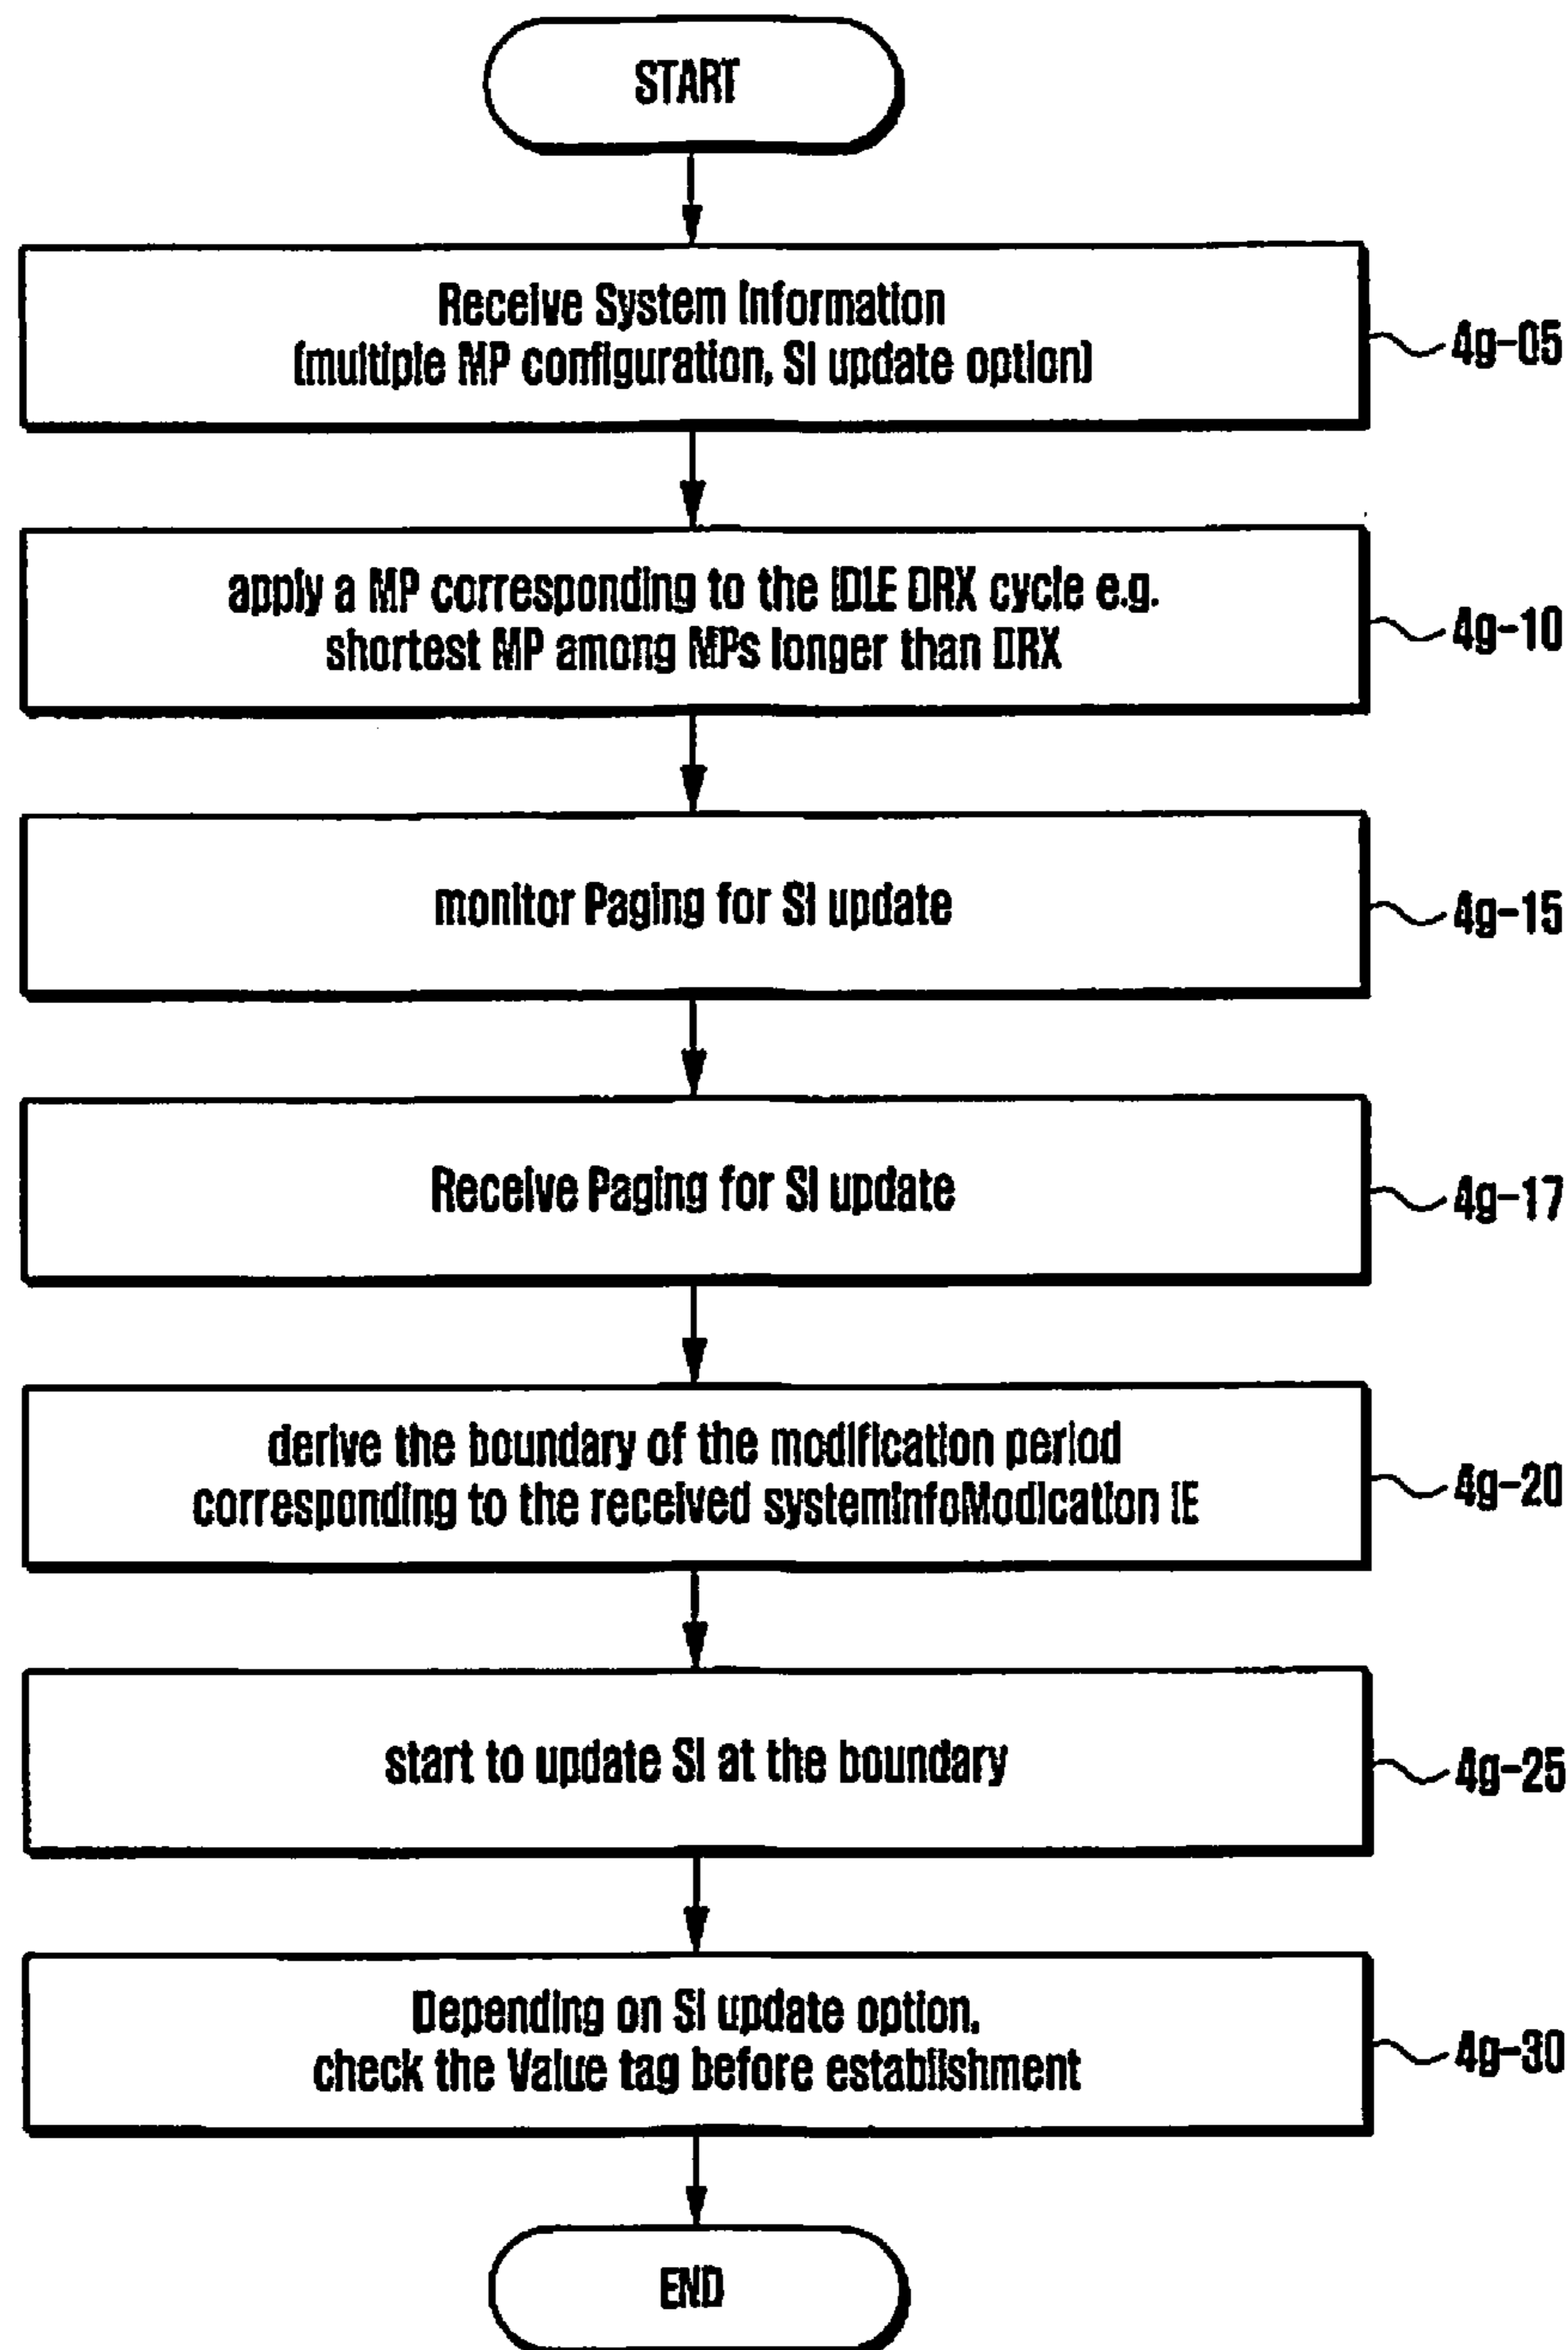 START
Receive System Information
(multiple MP configuration, SI update option)
4g-05
apply a MP corresponding to the IDLE DRX cycle e.g.
shortest MP among MPs longer than DRX
4g-10
monitor Paging for SI update
4g-15
Receive Paging for SI update
4g-17
derive the boundary of the modification period
corresponding to the received systemInfoModication IE
4g-20
start to update SI at the boundary
4g-25
Depending on SI update option,
check the Value tag before establishment
4g-30
END